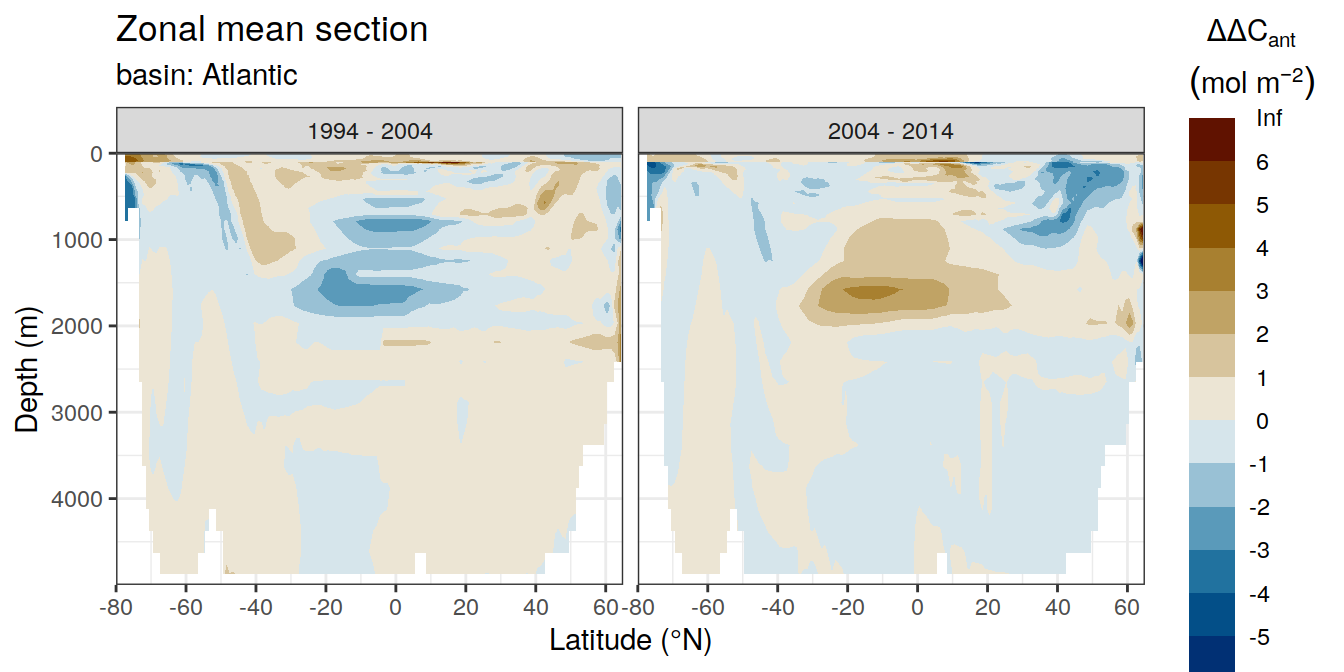 Zonal mean section
basin: Atlantic
1994 - 2004
2004 - 2014
0
1000
2000
3000
4000
Depth (m)
-80 -60 -40 -20 0 20 40 60
-80 -60 -40 -20 0 20 40 60
Latitude (°N)
ΔΔCant
(mol m⁻²)
Inf
6
5
4
3
2
1
0
-1
-2
-3
-4
-5